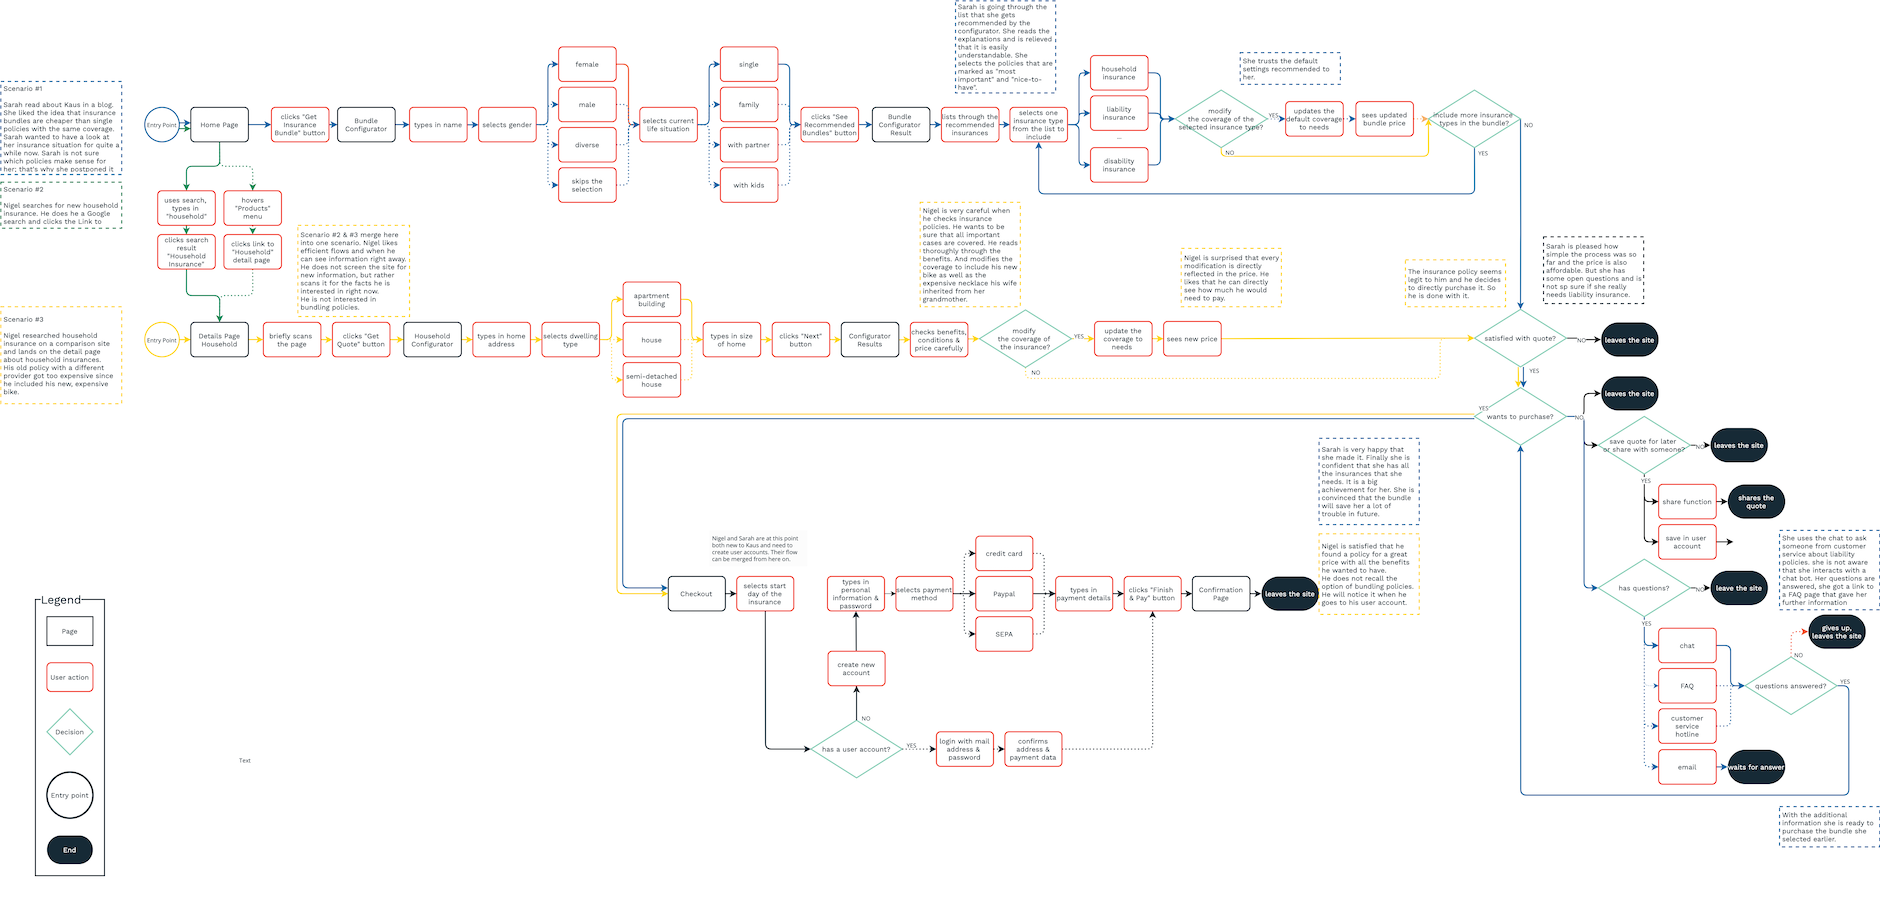 Sarah is going through the
list that she gets
recommended by the
configurator. She reads the
explanations and is relieved
that it is easily
understandable. She
selects the policies that are
marked as "most
important" and "nice-to-
have".
She trusts the default
settings recommended to
her.
Scenario #1
Sarah read about Kaus in a blog.
She liked the idea that insurance
bundles are cheaper than single
policies with the same coverage.
Sarah wanted to have a look at
her insurance situation for quite a
while now. Sarah is not sure
which policies make sense for
her; that's why she postponed it
Entry Point
Home Page
clicks "Get
Insurance
Bundle" button
Bundle
Configurator
types in name
selects gender
female
male
diverse
skips the
selection
selects current
life situation
single
family
with partner
with kids
clicks "See
Recommended
Bundles" button
Bundle
Configurator
Result
lists through the
recommended
insurances
selects one
insurance type
from the list to
include
household
insurance
liability
insurance
...
disability
insurance
modify
the coverage of the
selected insurance type?
YES
NO
updates the
default coverage
to needs
sees updated
bundle price
include more insurance
types in the bundle?
NO
YES
Scenario #2
Nigel searches for new household
insurance. He does he a Google
search and clicks the Link to
uses search,
types in
"household"
hovers
"Products"
menu
clicks search
result
"Household
Insurance"
clicks link to
"Household"
detail page
Scenario #2 & #3 merge here
into one scenario. Nigel likes
efficient flows and when he
can see information right away.
He does not screen the site for
new information, but rather
scans it for the facts he is
interested in right now.
He is not interested in
bundling policies.
Nigel is very careful when
he checks insurance
policies. He wants to be
sure that all important
cases are covered. He reads
thoroughly through the
benefits. And modifies the
coverage to include his new
bike as well as the
expensive necklace his wife
inherited from her
grandmother.
Nigel is surprised that every
modification is directly
reflected in the price. He
likes that he can directly
see how much he would
need to pay.
The insurance policy seems
legit to him and he decides
to directly purchase it. So
he is done with it.
Sarah is pleased how
simple the process was so
far and the price is also
affordable. But she has
some open questions and is
not sp sure if she really
needs liability insurance.
Scenario #3
Nigel researched household
insurance on a comparison site
and lands on the detail page
about household insurances.
His old policy with a different
provider got too expensive since
he included his new, expensive
bike.
Entry Point
Details Page
Household
briefly scans
the page
clicks "Get
Quote" button
Household
Configurator
types in home
address
selects dwelling
type
apartment
building
house
semi-detached
house
types in size
of home
clicks "Next"
button
Configurator
Results
checks benefits,
conditions &
price carefully
modify
the coverage of
the insurance?
YES
NO
update the
coverage to
needs
sees new price
satisfied with quote?
NO
leaves the site
YES
wants to purchase?
YES
NO
leaves the site
save quote for later
or share with someone?
NO
leaves the site
YES
share function
shares the
quote
save in user
account
has questions?
NO
leave the site
YES
She uses the chat to ask
someone from customer
service about liability
policies. she is not aware
that she interacts with a
chat bot. Her questions are
answered, she got a link to
a FAQ page that gave her
further information
chat
FAQ
customer
service
hotline
email
waits for answer
questions answered?
NO
gives up,
leaves the site
YES
With the additional
information she is ready to
purchase the bundle she
selected earlier.
Sarah is very happy that
she made it. Finally she is
confident that she has all
the insurances that she
needs. It is a big
achievement for her. She is
convinced that the bundle
will save her a lot of
trouble in future.
Nigel is satisfied that he
found a policy for a great
price with all the benefits
he wanted to have.
He does not recall the
option of bundling policies.
He will notice it when he
goes to his user account.
Nigel and Sarah are at this point
both new to Kaus and need to
create user accounts. Their flow
can be merged from here on.
Checkout
selects start
day of the
insurance
types in
personal
information &
password
selects payment
method
credit card
Paypal
SEPA
types in
payment details
clicks "Finish
& Pay" button
Confirmation
Page
leaves the site
create new
account
NO
has a user account?
YES
login with mail
address &
password
confirms
address &
payment data
Text
Legend
Page
User action
Decision
Entry point
End